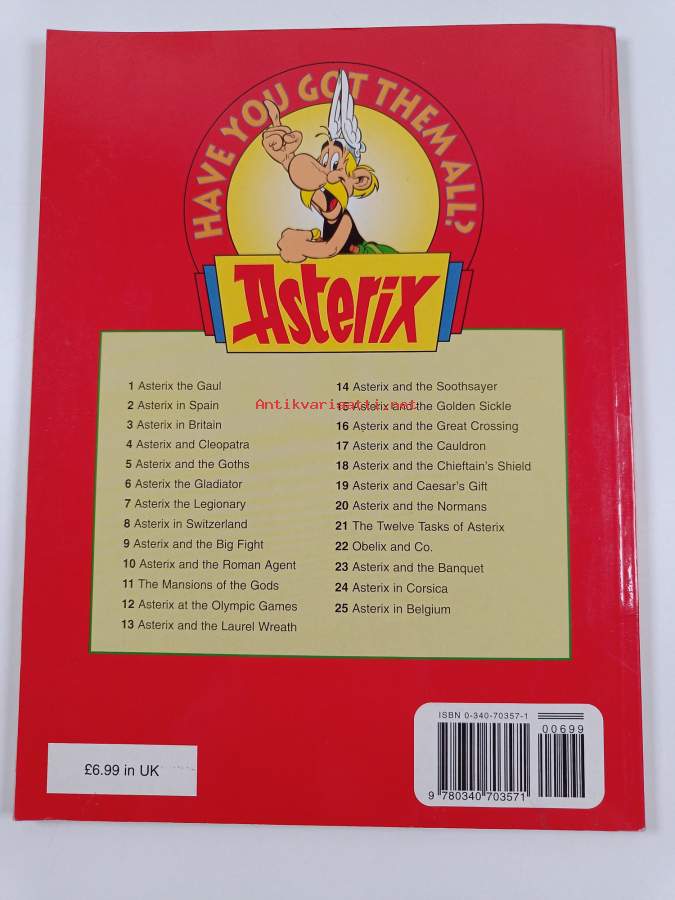 HAVE YOU GOT THEM ALL?
Asterix
1 Asterix the Gaul
2 Asterix in Spain
3 Asterix in Britain
4 Asterix and Cleopatra
5 Asterix and the Goths
6 Asterix the Gladiator
7 Asterix the Legionary
8 Asterix in Switzerland
9 Asterix and the Big Fight
10 Asterix and the Roman Agent
11 The Mansions of the Gods
12 Asterix at the Olympic Games
13 Asterix and the Laurel Wreath
14 Asterix and the Soothsayer
15 Asterix and the Golden Sickle
16 Asterix and the Great Crossing
17 Asterix and the Cauldron
18 Asterix and the Chieftain's Shield
19 Asterix and Caesar's Gift
20 Asterix and the Normans
21 The Twelve Tasks of Asterix
22 Obelix and Co.
23 Asterix and the Banquet
24 Asterix in Corsica
25 Asterix in Belgium
Antikvariaatti.net
£6.99 in UK
ISBN 0-340-70357-1
00699
9 780340 703571